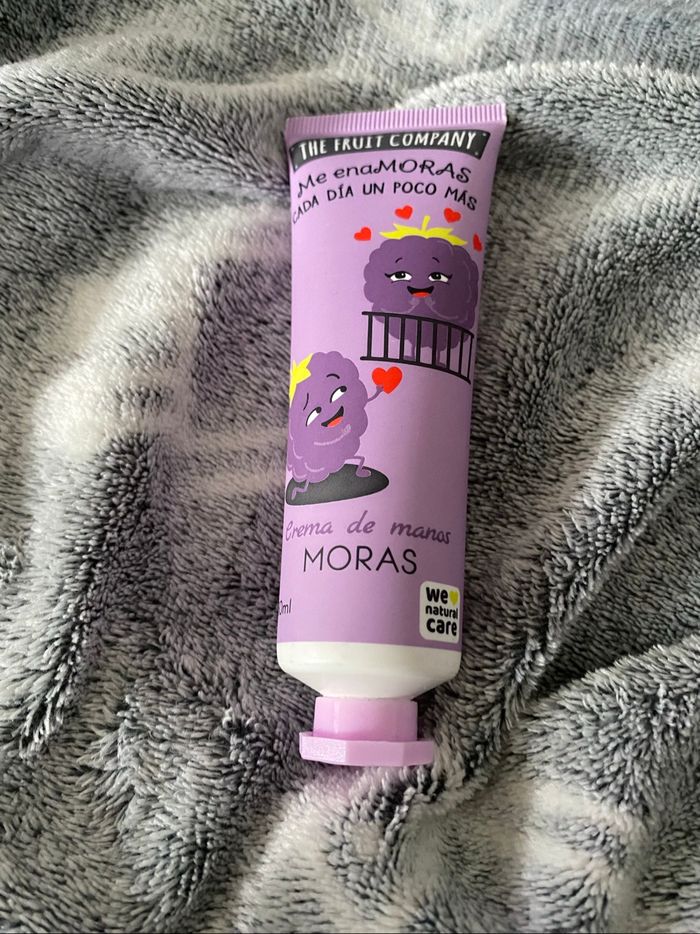 THE FRUIT COMPANY
Me enaMORAS
CADA DÍA UN POCO MÁS
Crema de manos
MORAS
we
natural
care